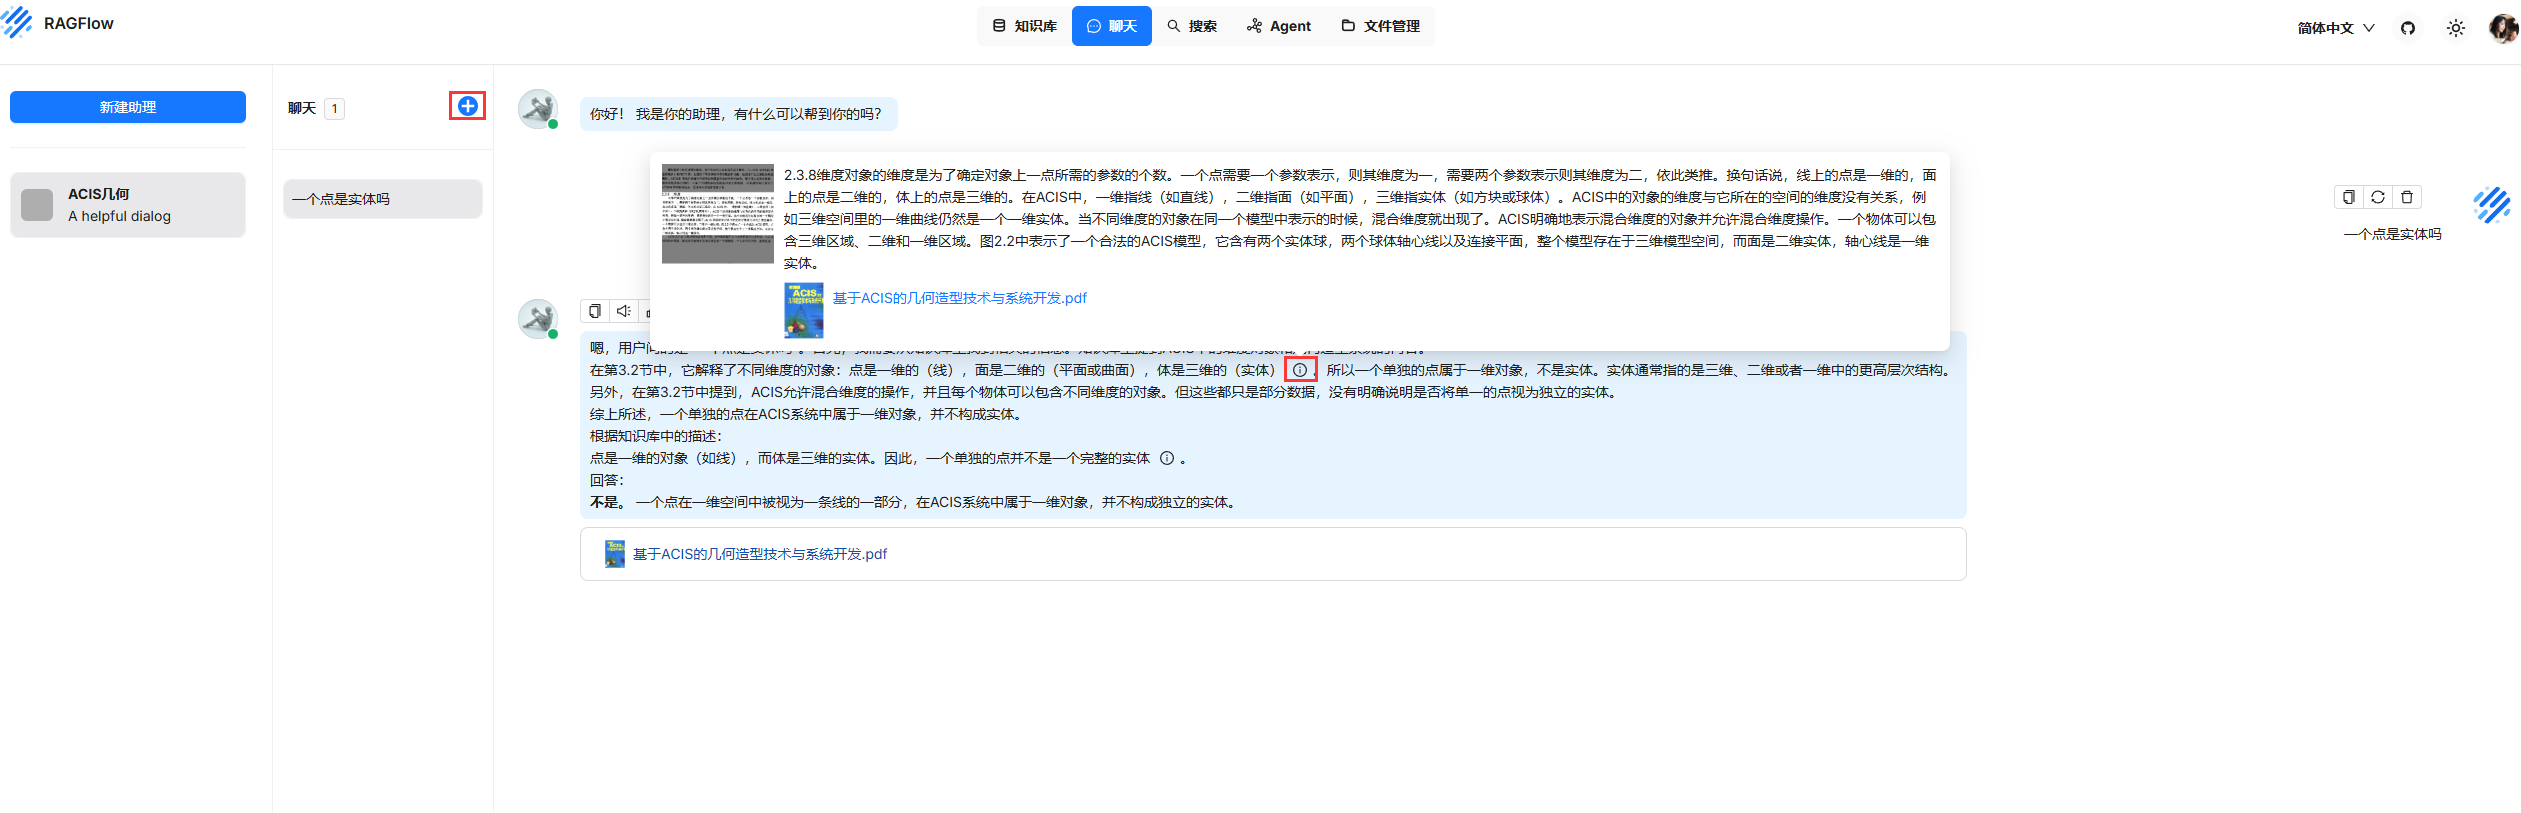 RAGFlow
知识库
聊天
搜索
Agent
文件管理
简体中文
新建助理
ACIS几何
A helpful dialog
聊天 1
一个点是实体吗
你好！ 我是你的助理，有什么可以帮到你的吗？
2.3.8维度对象的维度是为了确定对象上一点所需的参数的个数。一个点需要一个参数表示，则其维度为一，需要两个参数表示则其维度为二，依此类推。换句话说，线上的点是一维的，面
上的点是二维的，体上的点是三维的。在ACIS中，一维指线（如直线），二维指面（如平面），三维指实体（如方块或球体）。ACIS中的对象的维度与它所在的空间的维度没有关系，例
如三维空间里的一维曲线仍然是一个一维实体。当不同维度的对象在同一个模型中表示的时候，混合维度就出现了。ACIS明确地表示混合维度的对象并允许混合维度操作。一个物体可以包
含三维区域、二维和一维区域。图2.2中表示了一个合法的ACIS模型，它含有两个实体球，两个球体轴心线以及连接平面，整个模型存在于三维模型空间，而面是二维实体，轴心线是一维
实体。
基于ACIS的几何造型技术与系统开发.pdf
一个点是实体吗
嗯，用户
在第3.2节中，它解释了不同维度的对象：点是一维的（线），面是二维的（平面或曲面），体是三维的（实体） 。所以一个单独的点属于一维对象，不是实体。实体通常指的是三维、二维或者一维中的更高层次结构。
另外，在第3.2节中提到，ACIS允许混合维度的操作，并且每个物体可以包含不同维度的对象。但这些都只是部分数据，没有明确说明是否将单一的点视为独立的实体。
综上所述，一个单独的点在ACIS系统中属于一维对象，并不构成实体。
根据知识库中的描述：
点是一维的对象（如线），而体是三维的实体。因此，一个单独的点并不是一个完整的实体 。
回答：
不是。 一个点在一维空间中被视为一条线的一部分，在ACIS系统中属于一维对象，并不构成独立的实体。
基于ACIS的几何造型技术与系统开发.pdf